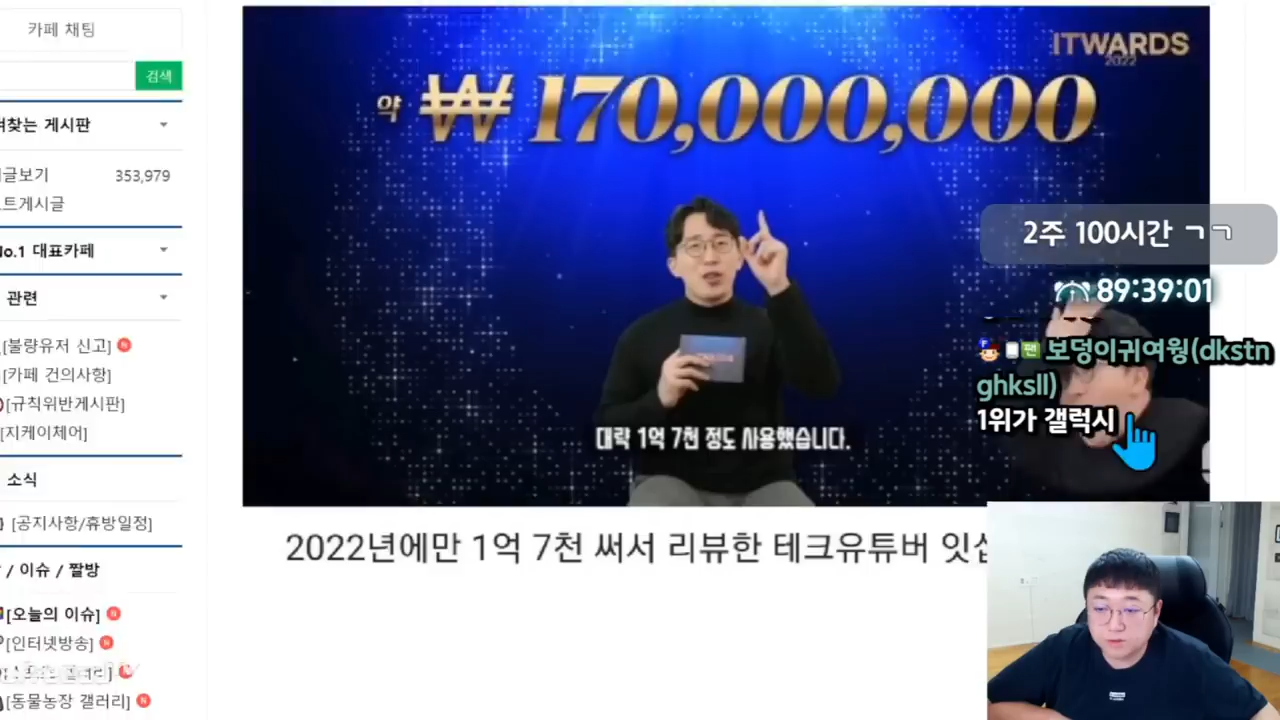 카페 채팅
검색
찾는 게시판
글보기 353,979
트게시글
No.1 대표카페
관련
[불량유저 신고]
[카페 건의사항]
[규칙위반게시판]
[지케이체어]
소식
[공지사항/휴방일정]
/ 이슈 / 짤방
[오늘의 이슈]
[인터넷방송]
[동물농장 갤러리]
ITWARDS
2022
약 ₩ 170,000,000
대략 1억 7천 정도 사용했습니다.
2022년에만 1억 7천 써서 리뷰한 테크유튜버 잇
2주 100시간 ㄱㄱ
89:39:01
팬 보덩이귀여웡(dkstn
ghksll)
1위가 갤럭시